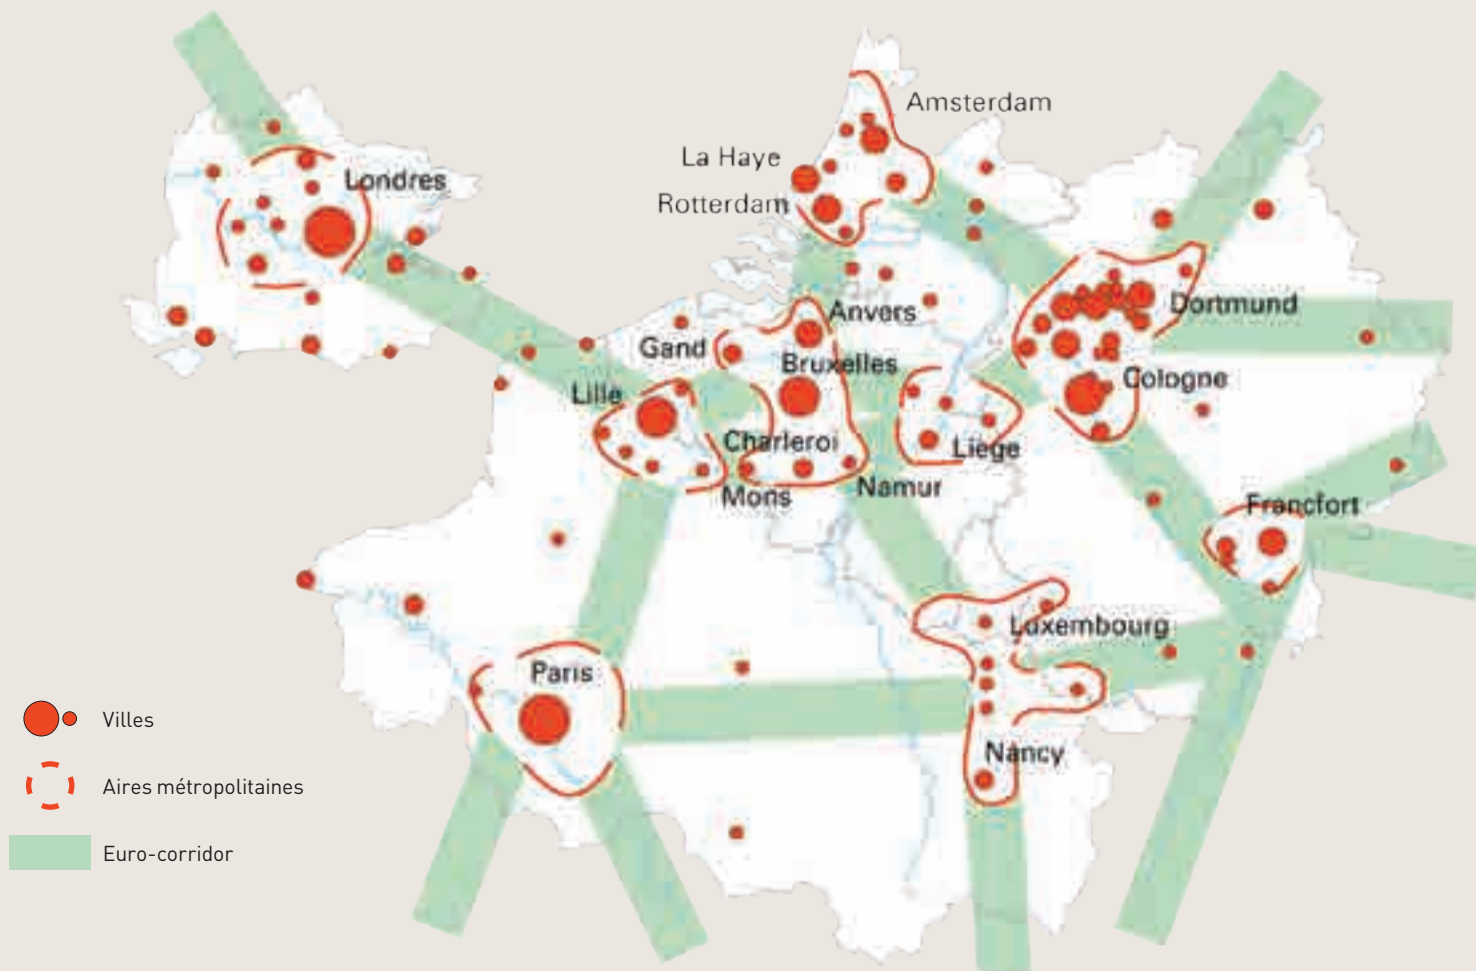 Amsterdam
La Haye
Londres
Rotterdam
Anvers
Dortmund
Gand
Bruxelles
Cologne
Lille
Charleroi
Liege
Mons
Namur
Francfort
Luxembourg
Paris
Nancy
Villes
Aires métropolitaines
Euro-corridor